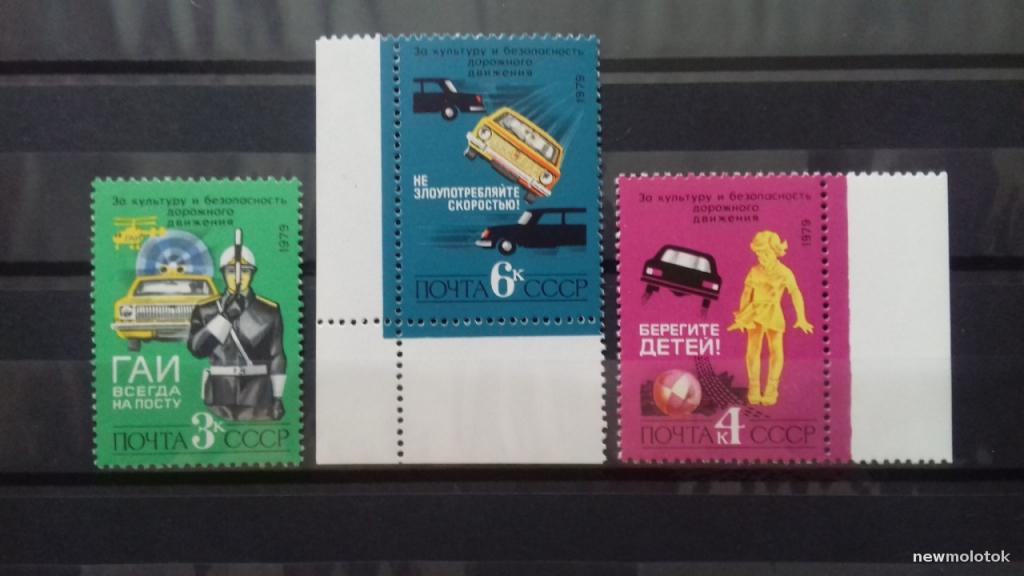 За культуру и безопасность
дорожного
движения
1979
ГАИ
ВСЕГДА
НА ПОСТУ
ПОЧТА 3к СССР
За культуру и безопасность
дорожного
движения
1979
НЕ
ЗЛОУПОТРЕБЛЯЙТЕ
СКОРОСТЬЮ!
ПОЧТА 6к СССР
За культуру и безопасность
дорожного
движения
1979
БЕРЕГИТЕ
ДЕТЕЙ!
ПОЧТА к4 СССР
newmolotok